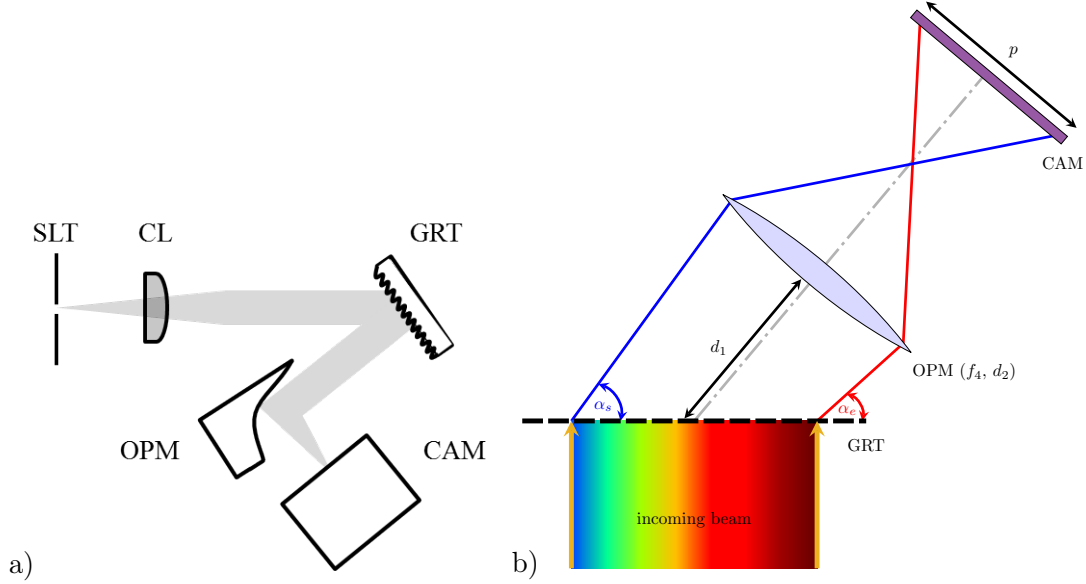 SLT
CL
GRT
OPM
CAM
a)
p
CAM
d₁
OPM (f₄, d₂)
αₛ
αₑ
GRT
incoming beam
b)